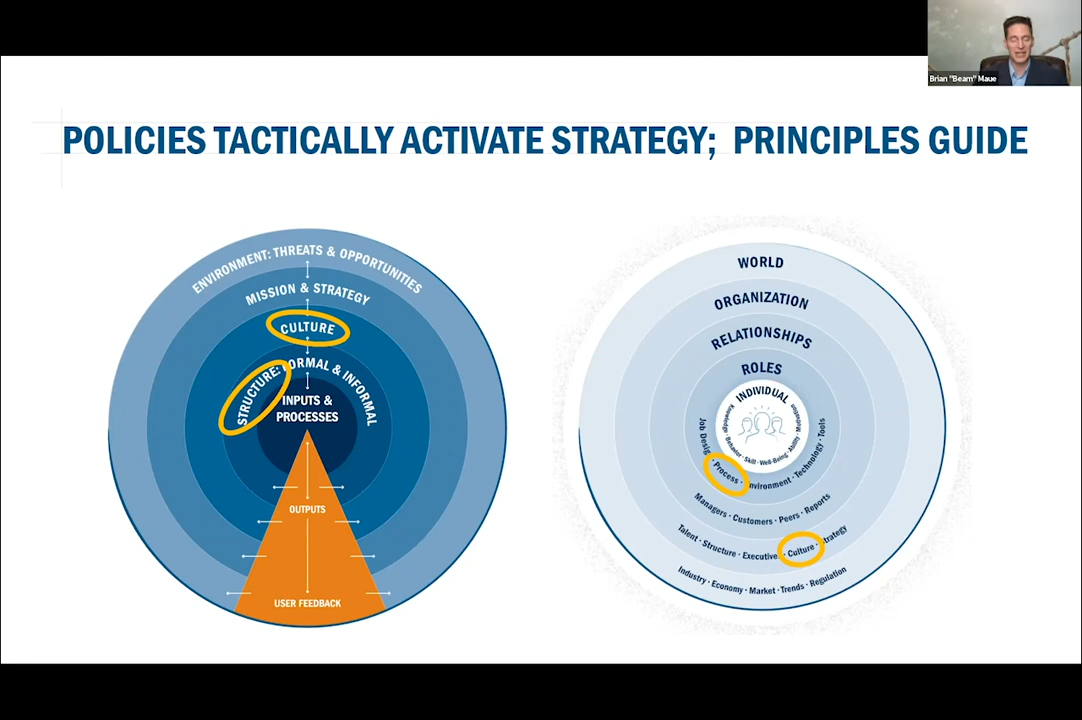 Brian "Beam" Maue
POLICIES TACTICALLY ACTIVATE STRATEGY; PRINCIPLES GUIDE
ENVIRONMENT: THREATS & OPPORTUNITIES
MISSION & STRATEGY
CULTURE
STRUCTURE: FORMAL & INFORMAL
INPUTS &
PROCESSES
OUTPUTS
USER FEEDBACK
WORLD
ORGANIZATION
RELATIONSHIPS
ROLES
INDIVIDUAL
Knowledge · Behavior · Skill · Well-Being · Ability · Motivation
Job Design · Process · Environment · Technology · Tools
Managers · Customers · Peers · Reports
Talent · Structure · Executive · Culture · Strategy
Industry · Economy · Market · Trends · Regulation